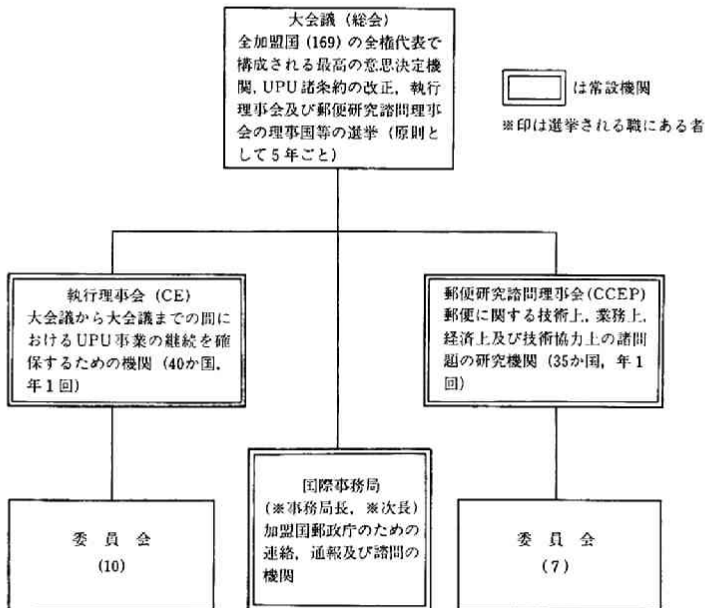 大会議（総会）
全加盟国（169）の全権代表で
構成される最高の意思決定機
関，UPU諸条約の改正，執行
理事会及び郵便研究諮問理事
会の理事国等の選挙（原則と
して5年ごと）
は常設機関
※印は選挙される職にある者
執行理事会（CE）
大会議から大会議までの間に
おけるUPU事業の継続を確
保するための機関（40か国，
年1回）
郵便研究諮問理事会（CCEP）
郵便に関する技術上，業務上，
経済上及び技術協力上の諸問
題の研究機関（35か国，年1
回）
国際事務局
（※事務局長，※次長）
加盟国郵政庁のための
連絡，通報及び諮問の
機関
委員会
（10）
委員会
（7）